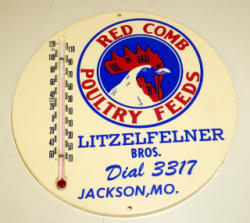 RED COMB
POULTRY FEEDS
LITZELFELNER
BROS.
Dial 3317
JACKSON, MO.